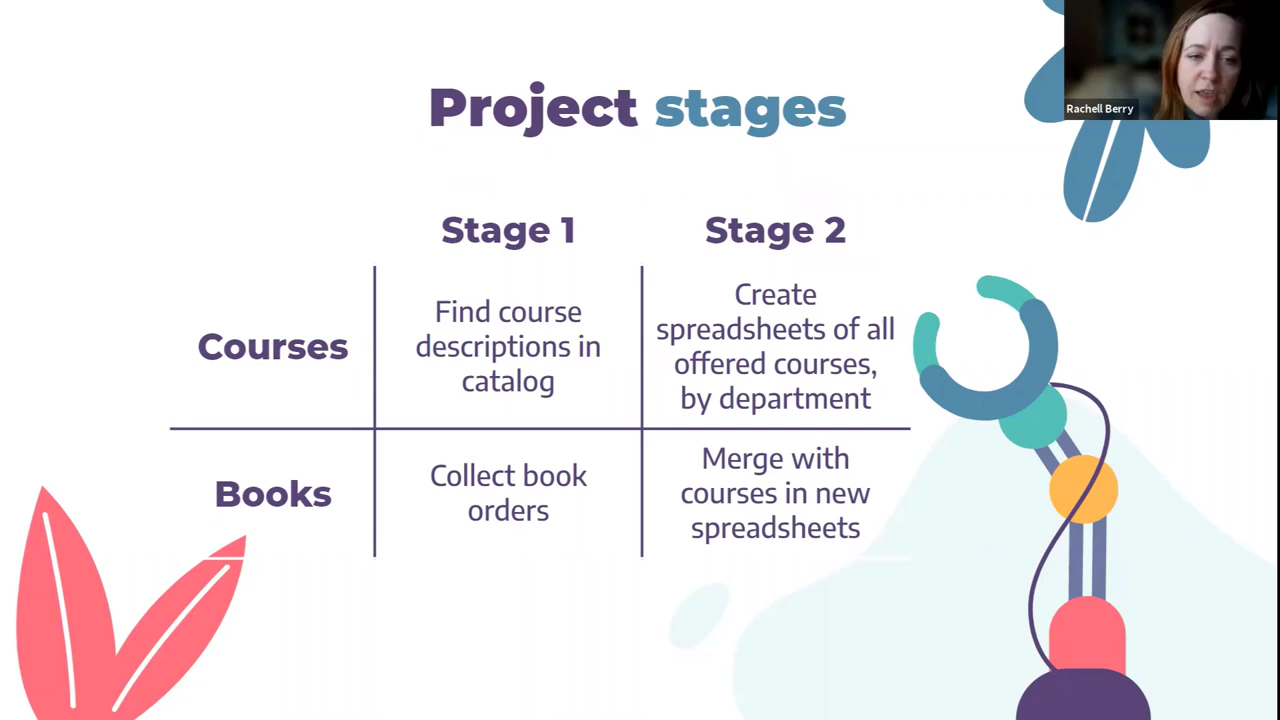 Rachell Berry
Project stages
Stage 1
Stage 2
Courses
Find course
descriptions in
catalog
Create
spreadsheets of all
offered courses,
by department
Books
Collect book
orders
Merge with
courses in new
spreadsheets